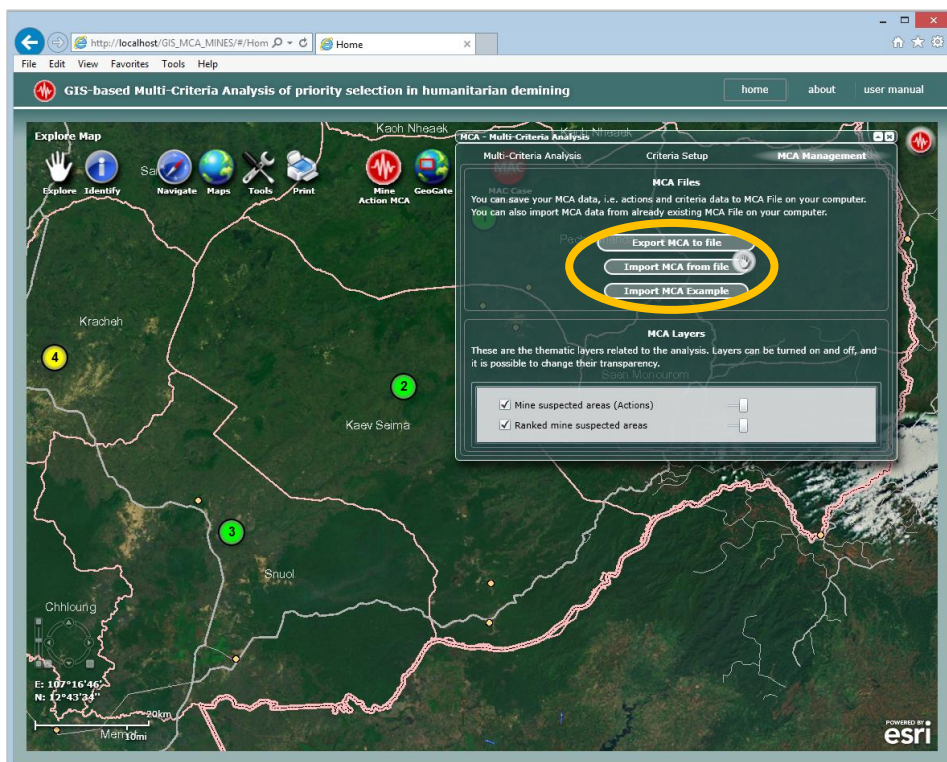 http://localhost/GIS_MCA_MINES/#/Hom
Home
File Edit View Favorites Tools Help
GIS-based Multi-Criteria Analysis of priority selection in humanitarian demining
home about user manual
Explore Map
Kaoh Nheaek
Explore Identify Navigate Maps Tools Print Mine Action MCA GeoGate
MCA - Multi-Criteria Analysis
Multi-Criteria Analysis Criteria Setup MCA Management
MAC
MAC Case
MCA Files
You can save your MCA data, i.e. actions and criteria data to MCA File on your computer.
You can also import MCA data from already existing MCA File on your computer.
Export MCA to file
Import MCA from file
Import MCA Example
MCA Layers
These are the thematic layers related to the analysis. Layers can be turned on and off, and
it is possible to change their transparency.
Mine suspected areas (Actions)
Ranked mine suspected areas
Kracheh
4
2
Kaev Seima
3
Snuol
Chhloung
E: 107°16'46"
N: 12°43'34"
20km
10mi
POWERED BY
esri